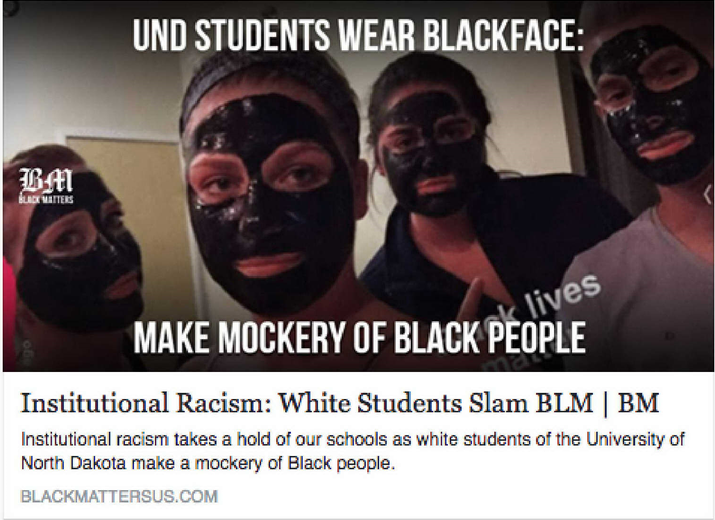 UND STUDENTS WEAR BLACKFACE:
BM
BLACK MATTERS
lives
MAKE MOCKERY OF BLACK PEOPLE
Institutional Racism: White Students Slam BLM | BM
Institutional racism takes a hold of our schools as white students of the University of
North Dakota make a mockery of Black people.
BLACKMATTERSUS.COM